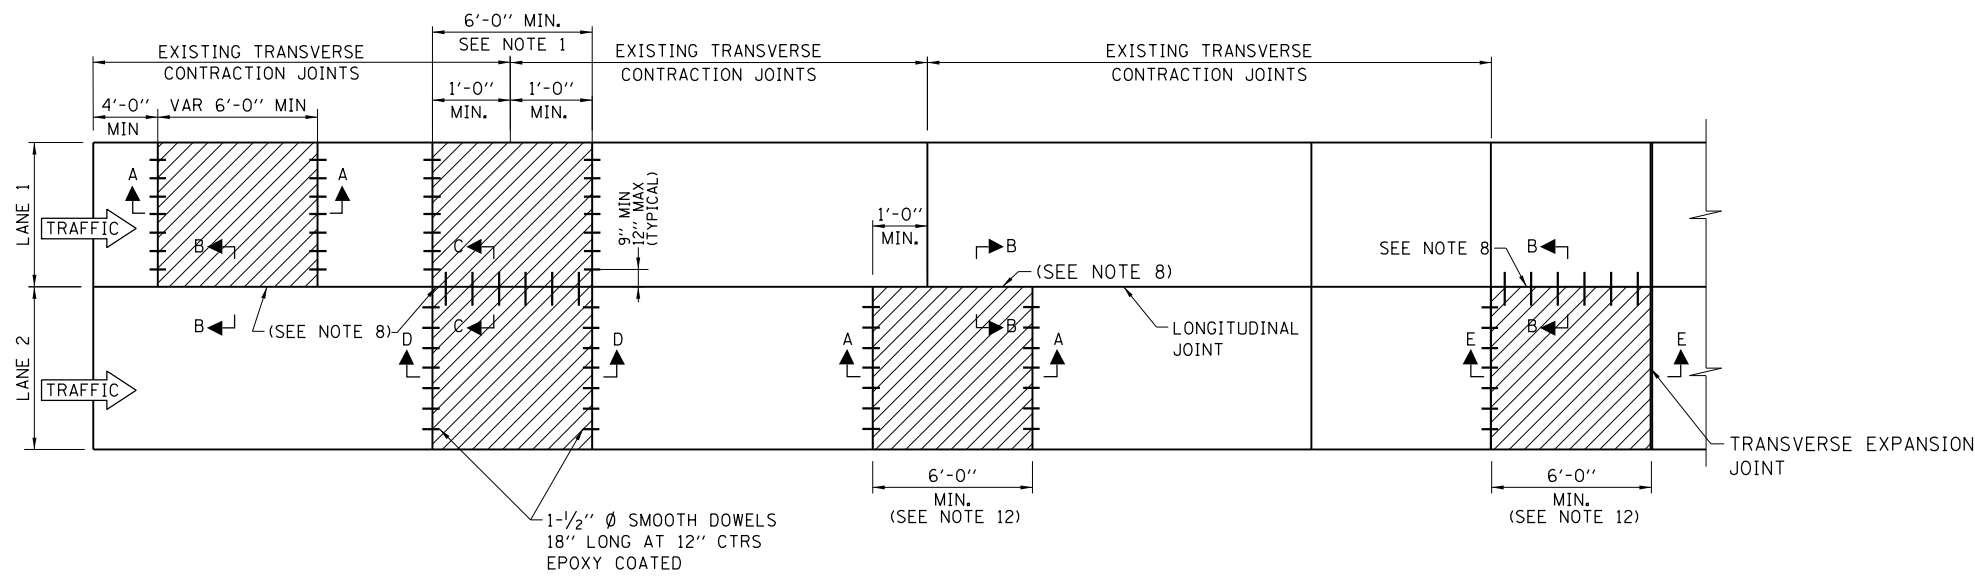 6'-0" MIN.
SEE NOTE 1
EXISTING TRANSVERSE
CONTRACTION JOINTS
EXISTING TRANSVERSE
CONTRACTION JOINTS
EXISTING TRANSVERSE
CONTRACTION JOINTS
4'-0"
MIN
VAR 6'-0" MIN
1'-0"
MIN.
1'-0"
MIN.
LANE 1
TRAFFIC
A
A
B
B
C
C
9" MIN
12" MAX
(TYPICAL)
1'-0"
MIN.
B
B
(SEE NOTE 8)
SEE NOTE 8
B
B
(SEE NOTE 8)
LONGITUDINAL
JOINT
LANE 2
TRAFFIC
D
D
A
A
E
E
TRANSVERSE EXPANSION
JOINT
6'-0"
MIN.
(SEE NOTE 12)
6'-0"
MIN.
(SEE NOTE 12)
1-1/2" Ø SMOOTH DOWELS
18" LONG AT 12" CTRS
EPOXY COATED